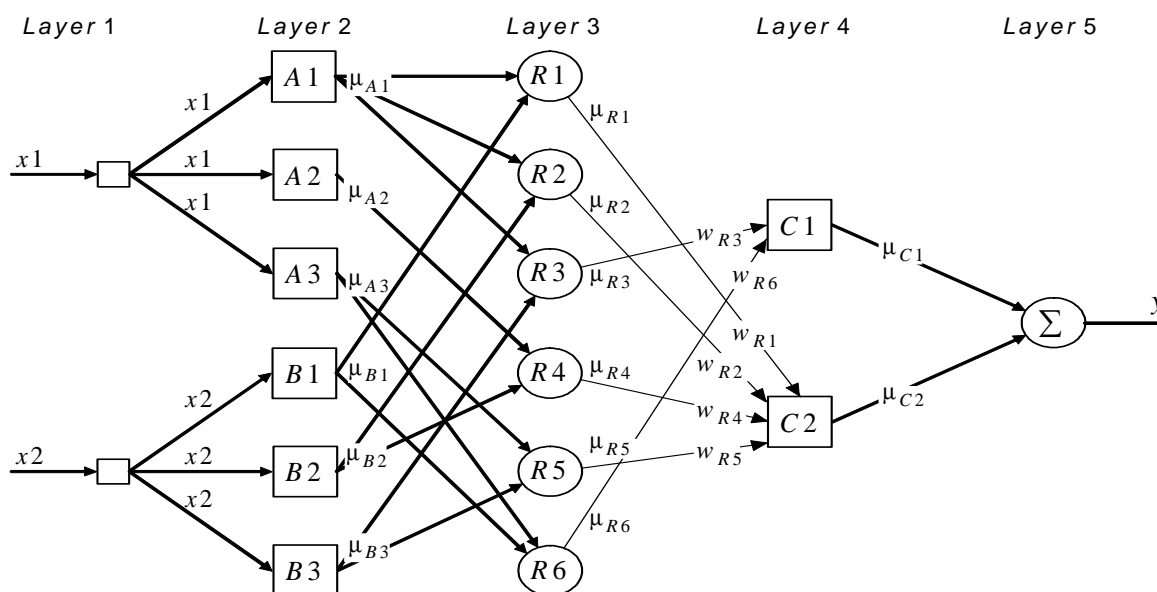 Layer 1 Layer 2 Layer 3 Layer 4 Layer 5
A1 μA1 R1
x1 μR1
x1 x1 A2 R2
μA2 μR2
x1 C1
wR3 μC1
A3 μA3 R3 μR3 wR6
y
Σ
wR1
B1 μB1 R4 μR4 wR2
x2 μC2
wR4 C2
x2 x2 B2 μB2 R5 μR5 wR5
x2
μR6
B3 μB3 R6